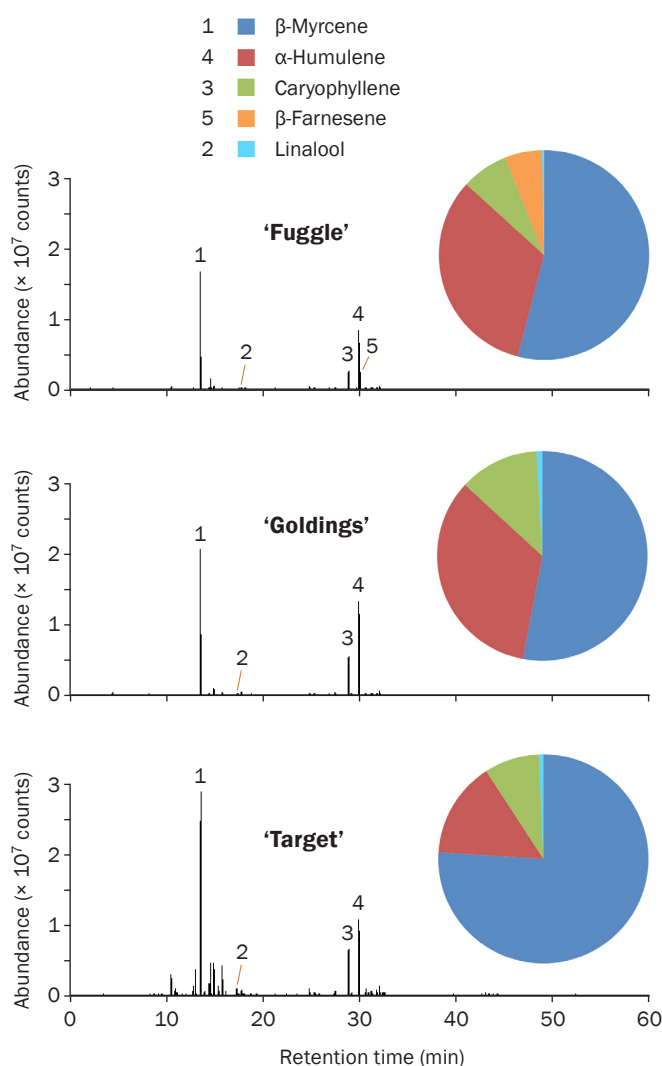 1 β-Myrcene
4 α-Humulene
3 Caryophyllene
5 β-Farnesene
2 Linalool
Abundance (× 10⁷ counts)
3
2
1
0
'Fuggle'
1
2
3
4
5
Abundance (× 10⁷ counts)
3
2
1
0
'Goldings'
1
2
3
4
Abundance (× 10⁷ counts)
3
2
1
0
'Target'
1
2
3
4
0 10 20 30 40 50 60
Retention time (min)